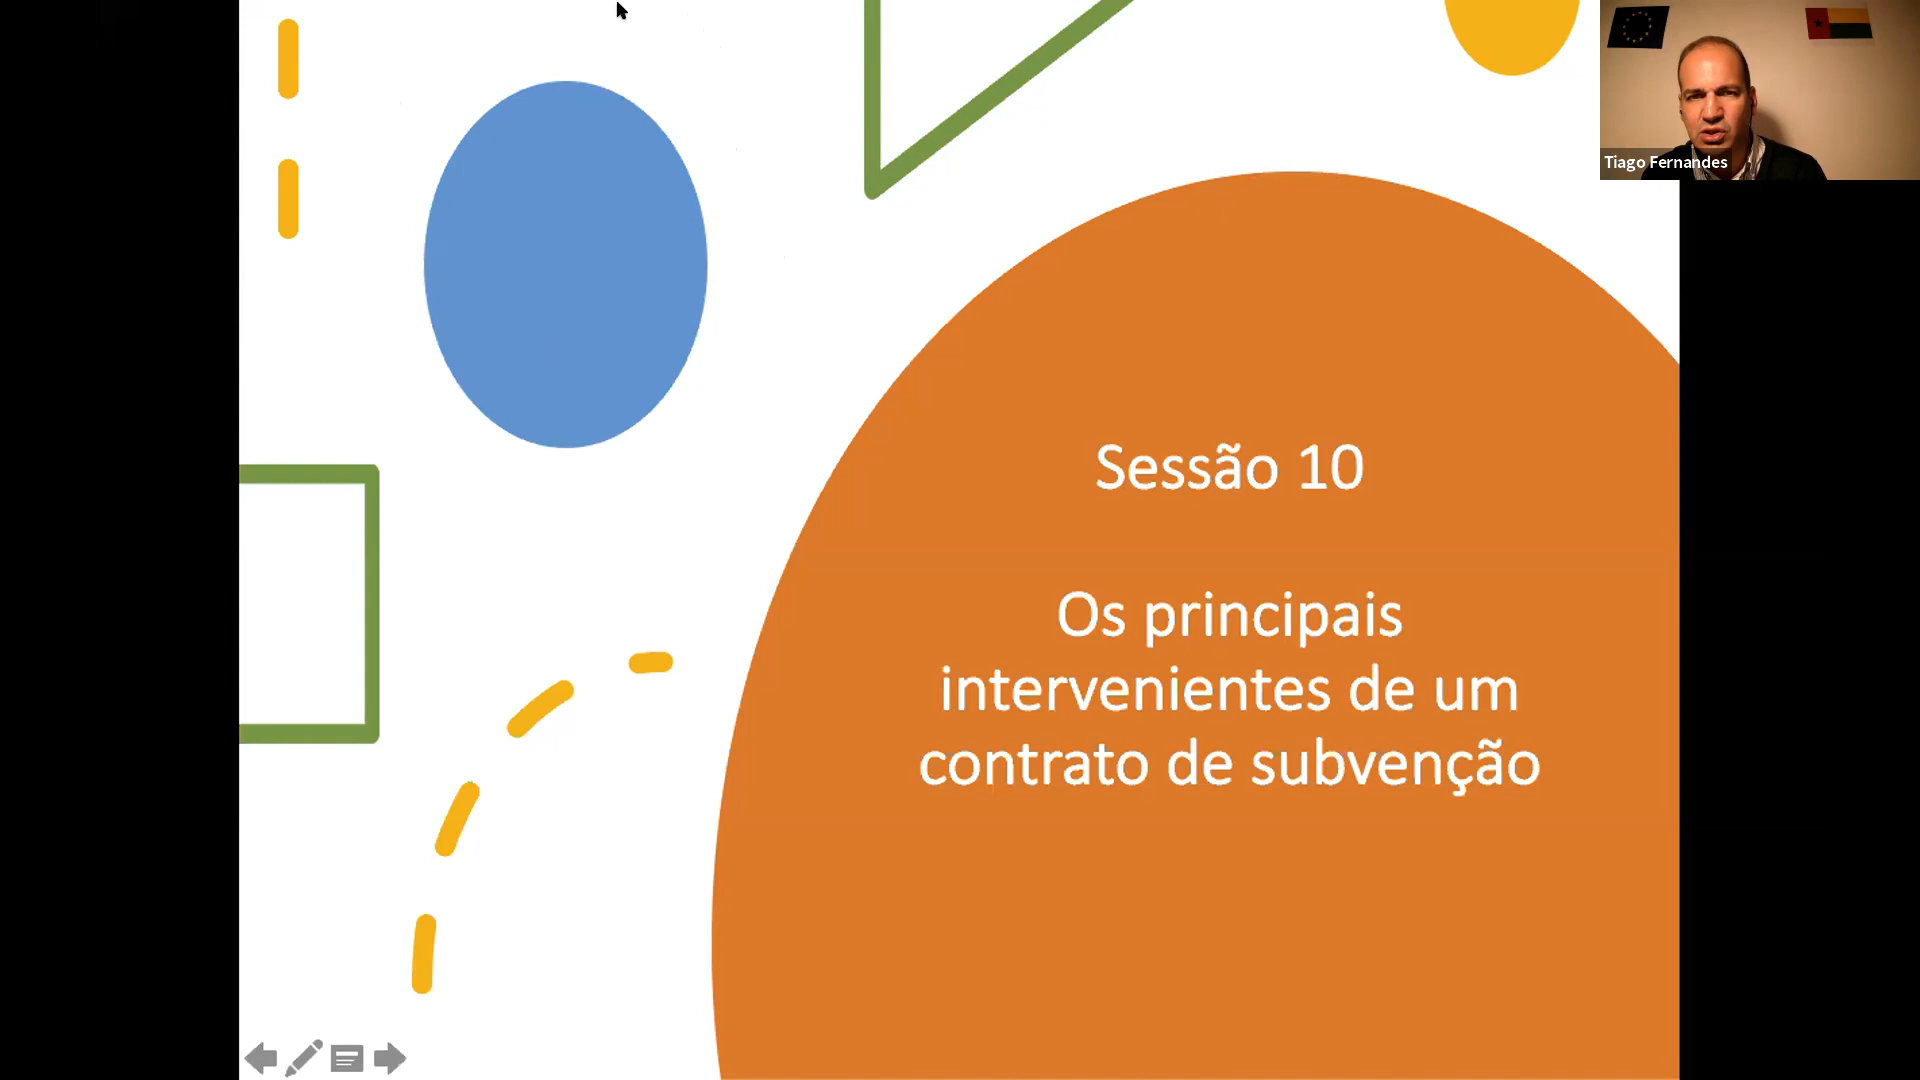 Tiago Fernandes
Sessão 10
Os principais
intervenientes de um
contrato de subvenção